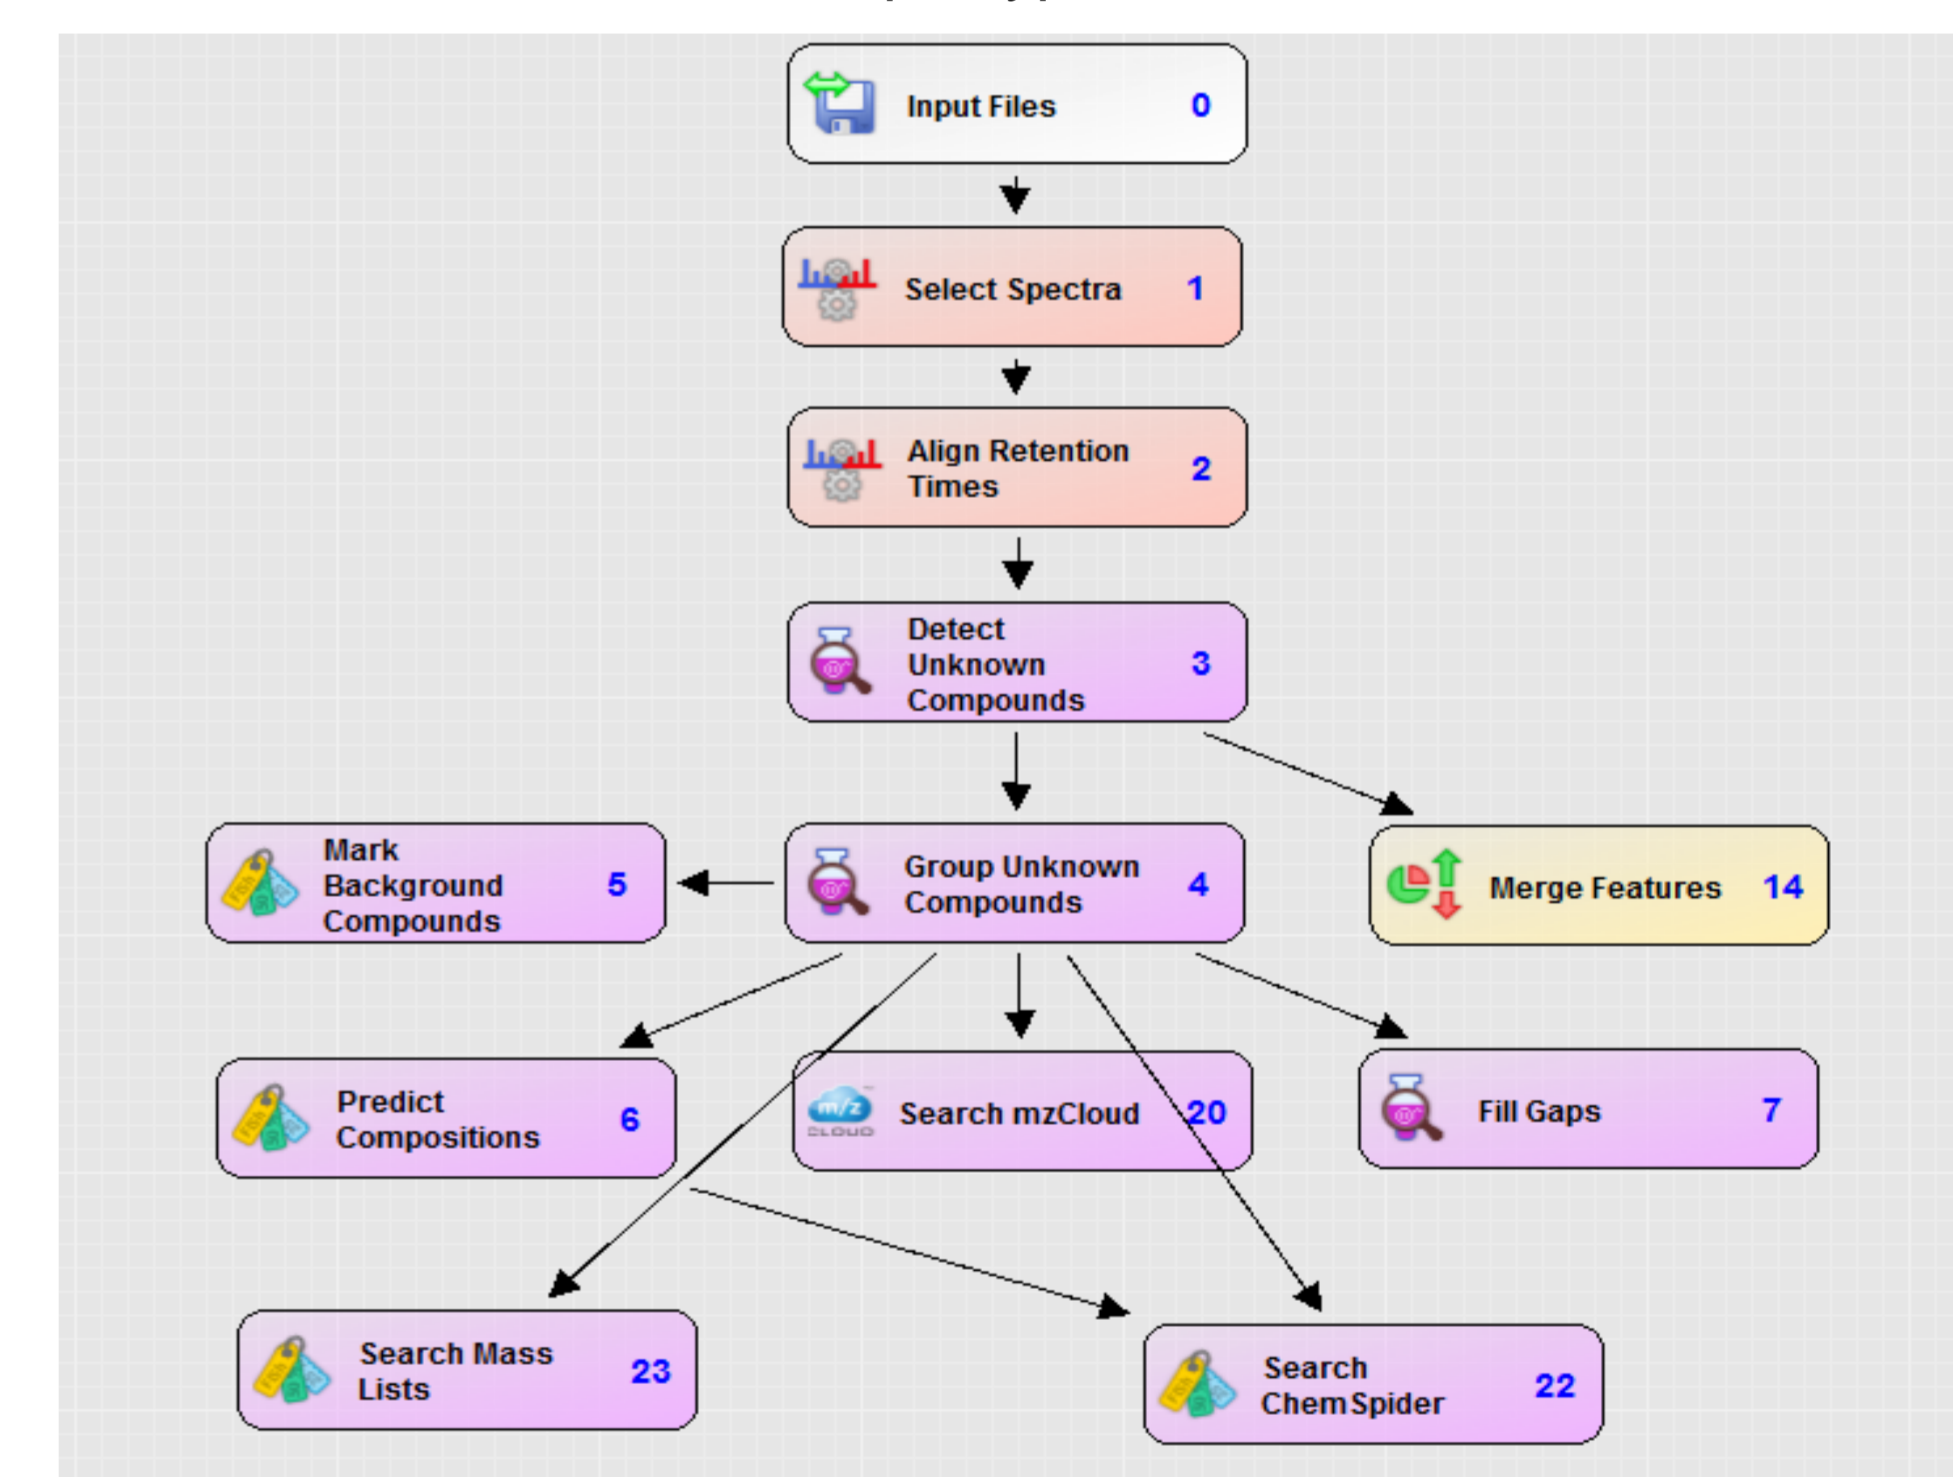 Input Files 0
Select Spectra 1
Align Retention
Times
2
Detect
Unknown
Compounds
3
Mark
Background
Compounds
5
Group Unknown
Compounds
4
Merge Features 14
Predict
Compositions
6
m/z
CLOUD
Search mzCloud 20
Fill Gaps 7
Search Mass
Lists
23
Search
ChemSpider
22